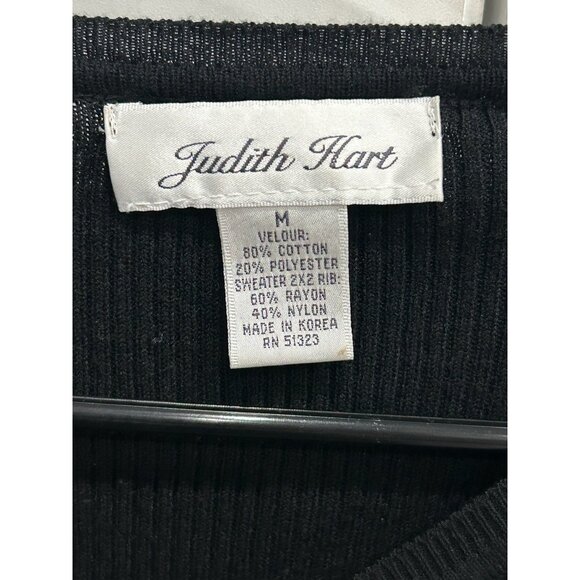 Judith Hart
M
VELOUR:
80% COTTON
20% POLYESTER
SWEATER 2X2 RIB:
60% RAYON
40% NYLON
MADE IN KOREA
RN 51323